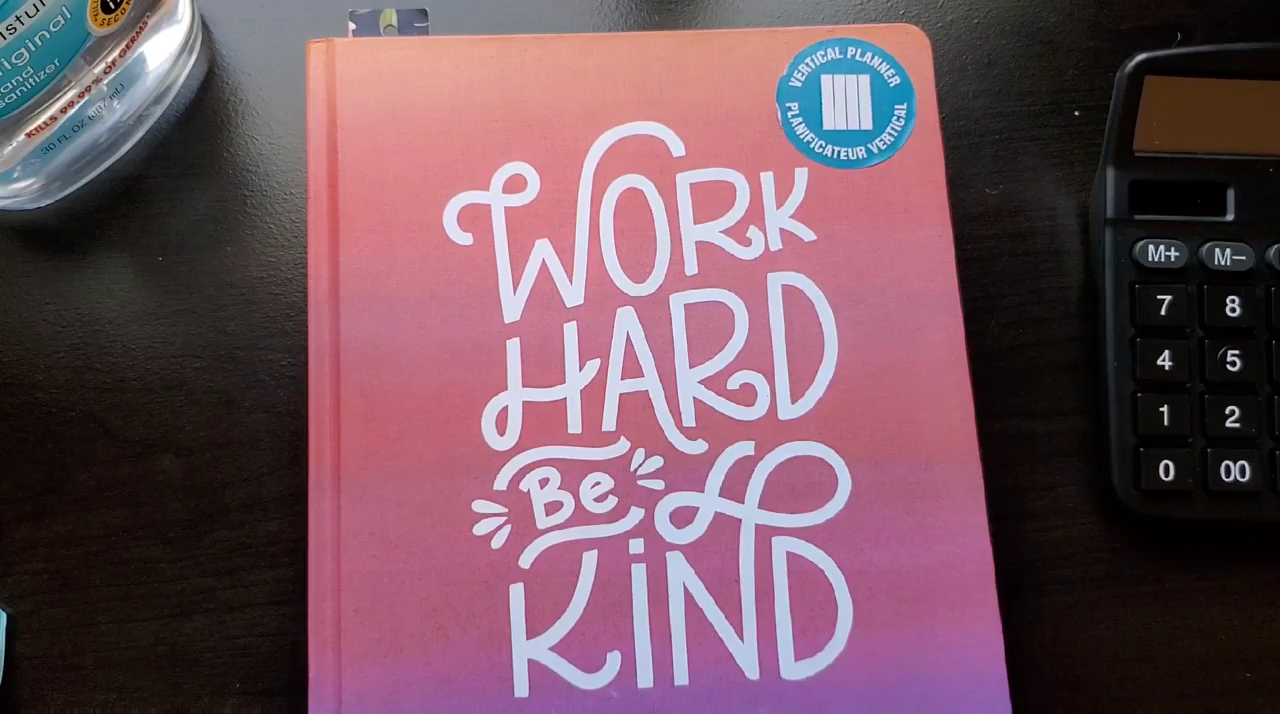 original
hand
sanitizer
KILLS 99.99% OF GERMS*
VERTICAL PLANNER
PLANIFICATEUR VERTICAL
WORK
HARD
Be
KiND
M+ M-
7 8
4 5
1 2
0 00